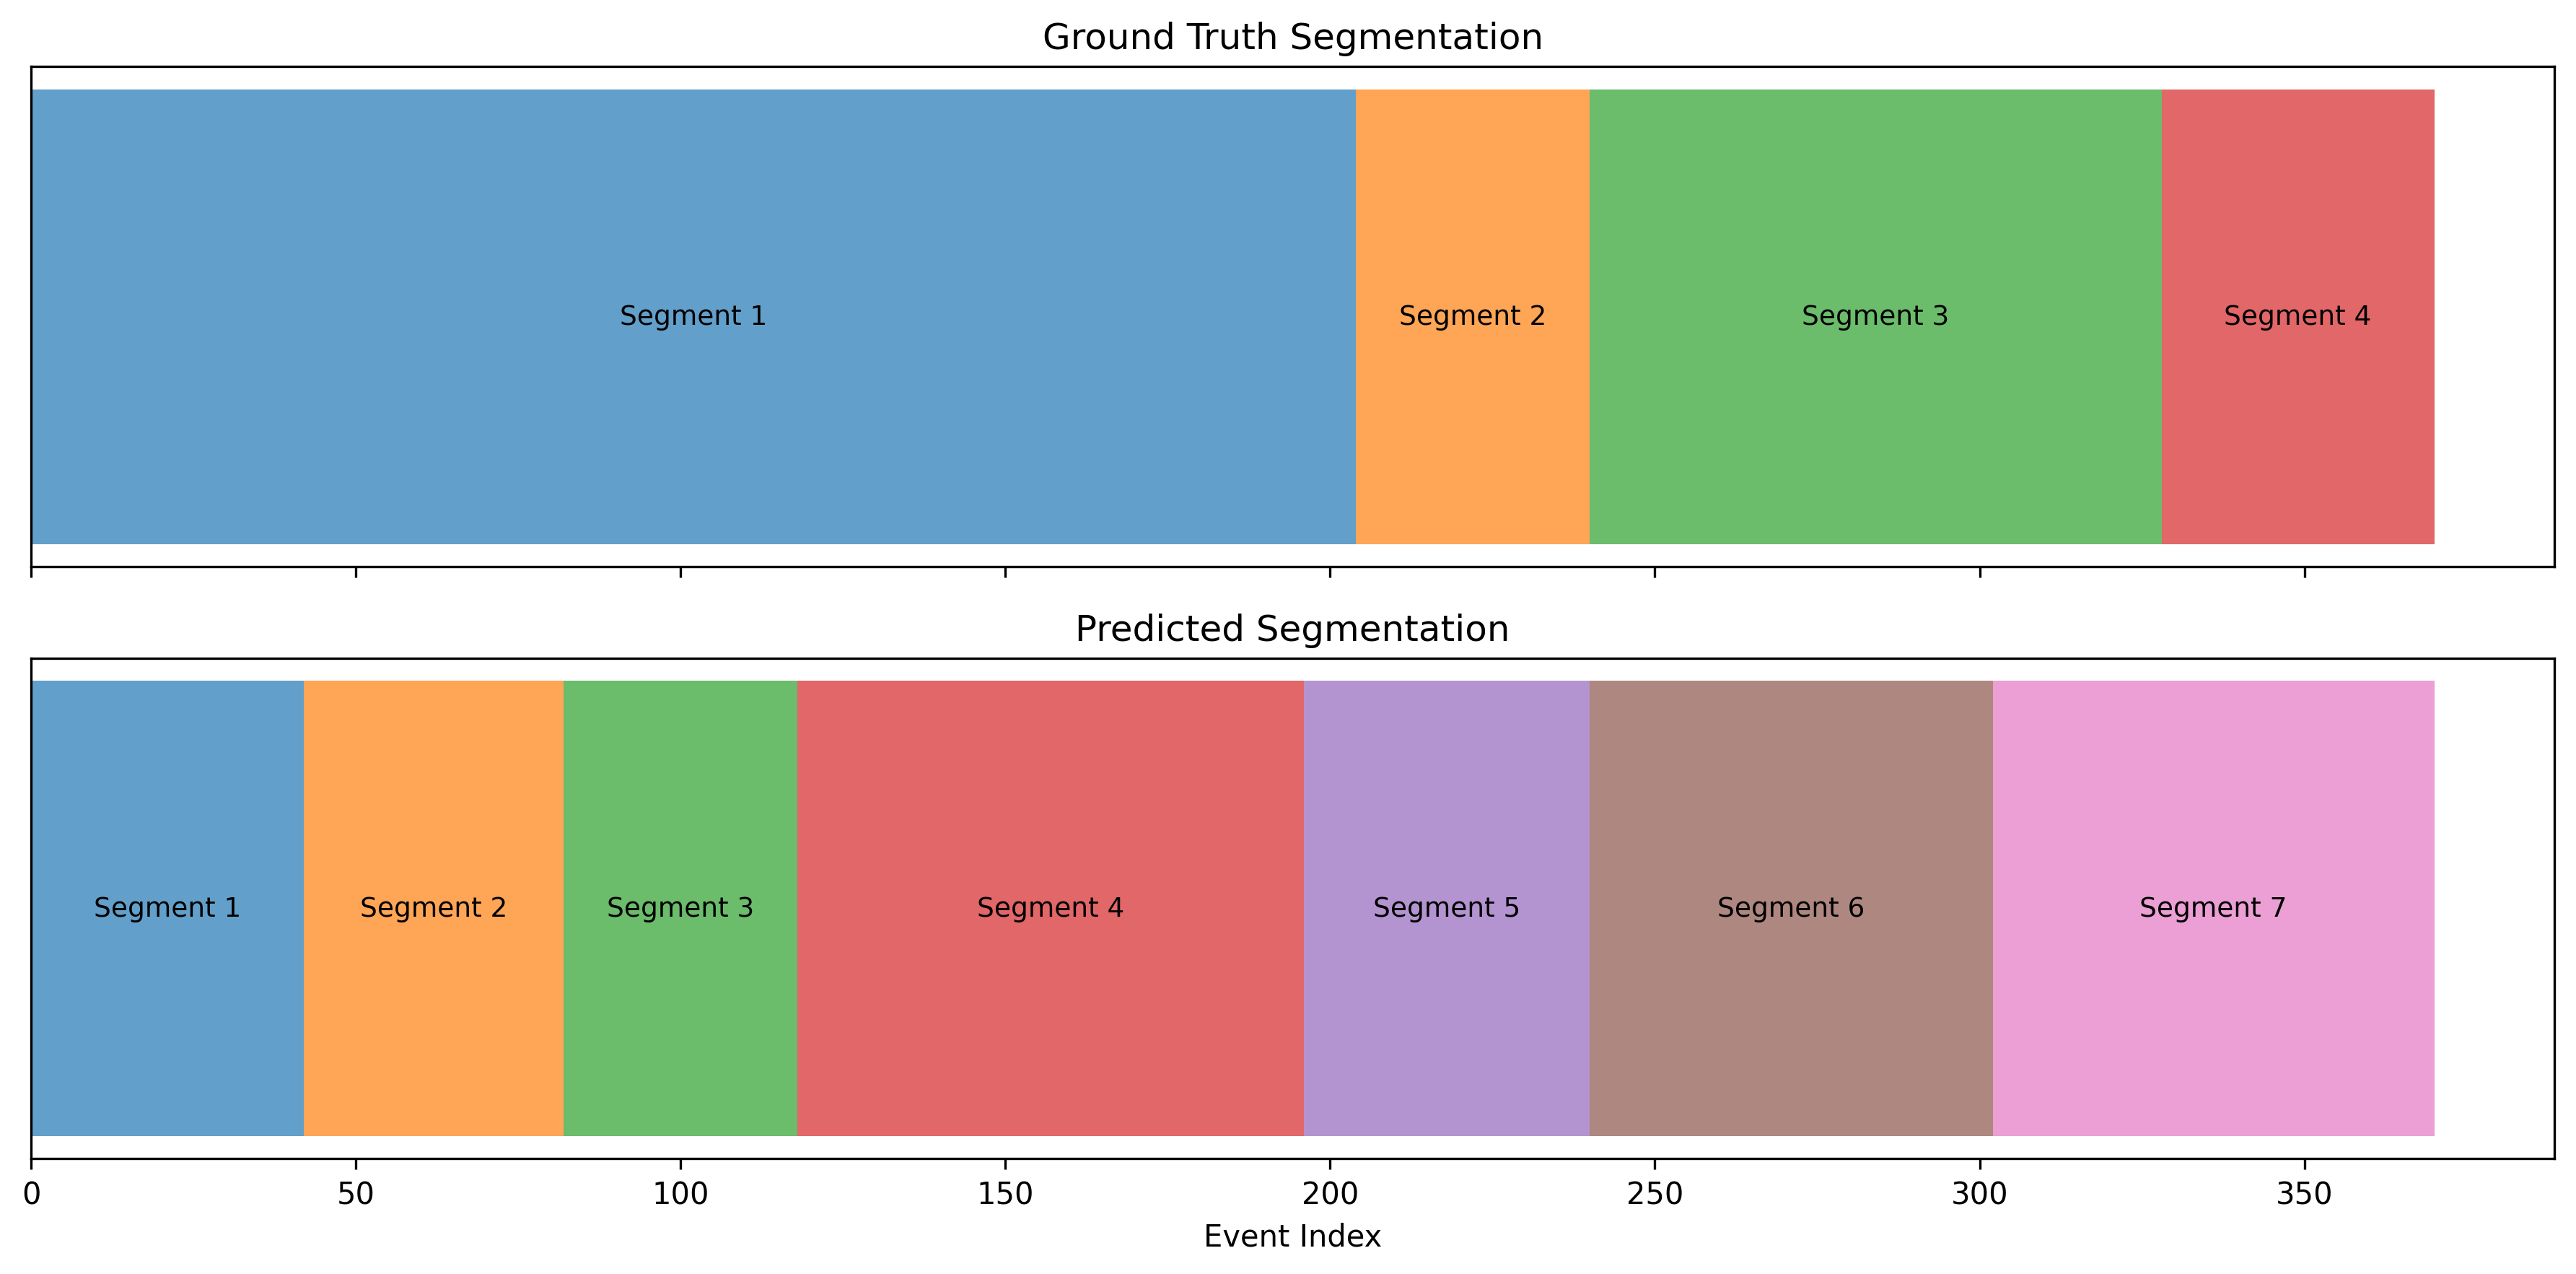 Ground Truth Segmentation
Segment 1 Segment 2 Segment 3 Segment 4
Predicted Segmentation
Segment 1 Segment 2 Segment 3 Segment 4 Segment 5 Segment 6 Segment 7
0 50 100 150 200 250 300 350
Event Index